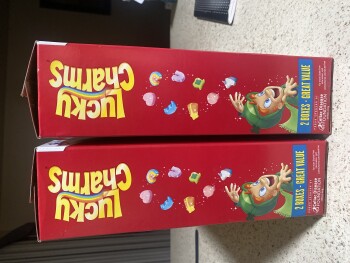 Lucky
Charms
2 BOXES - GREAT VALUE
Lucky
Charms
2 BOXES - GREAT VALUE